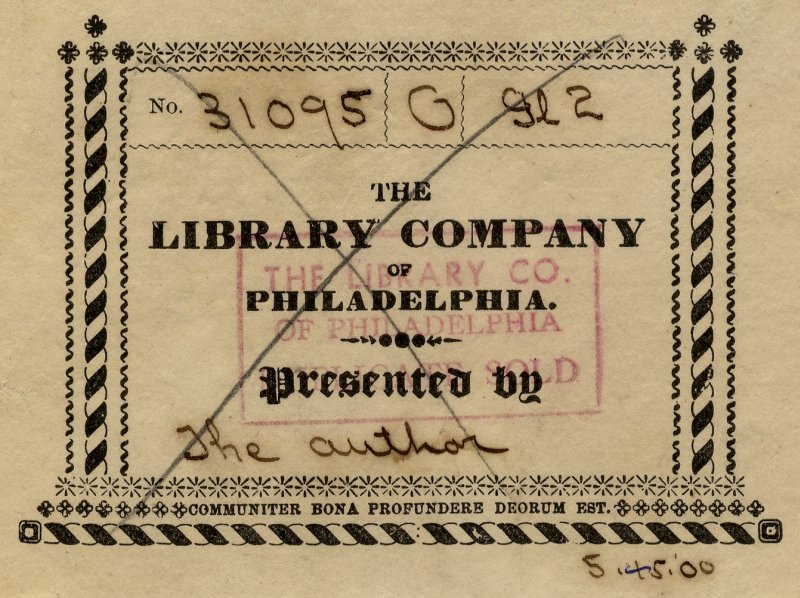 No. 31095 O
THE
LIBRARY COMPANY
OF
PHILADELPHIA.
THE LIBRARY CO.
OF PHILADELPHIA
SOLD
Presented by
The author
COMMUNITER BONA PROFUNDERE DEORUM EST.
5.45.00